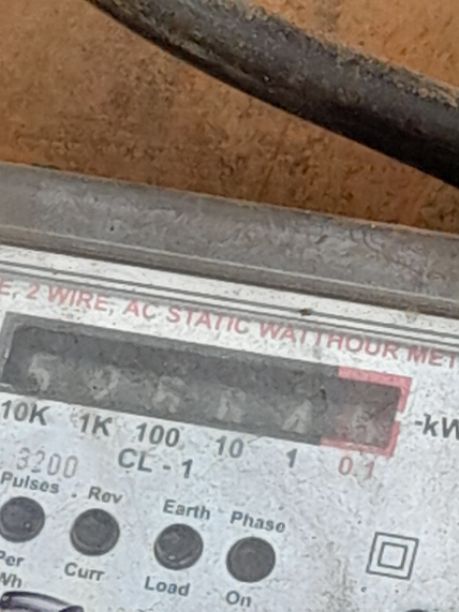 E, 2 WIRE, AC STATIC WATTHOUR MET
10K 1K 100 10 1 0.1 -kW
3200 CL - 1
Pulses Rev Earth Phase
Per Curr Load On
Wh